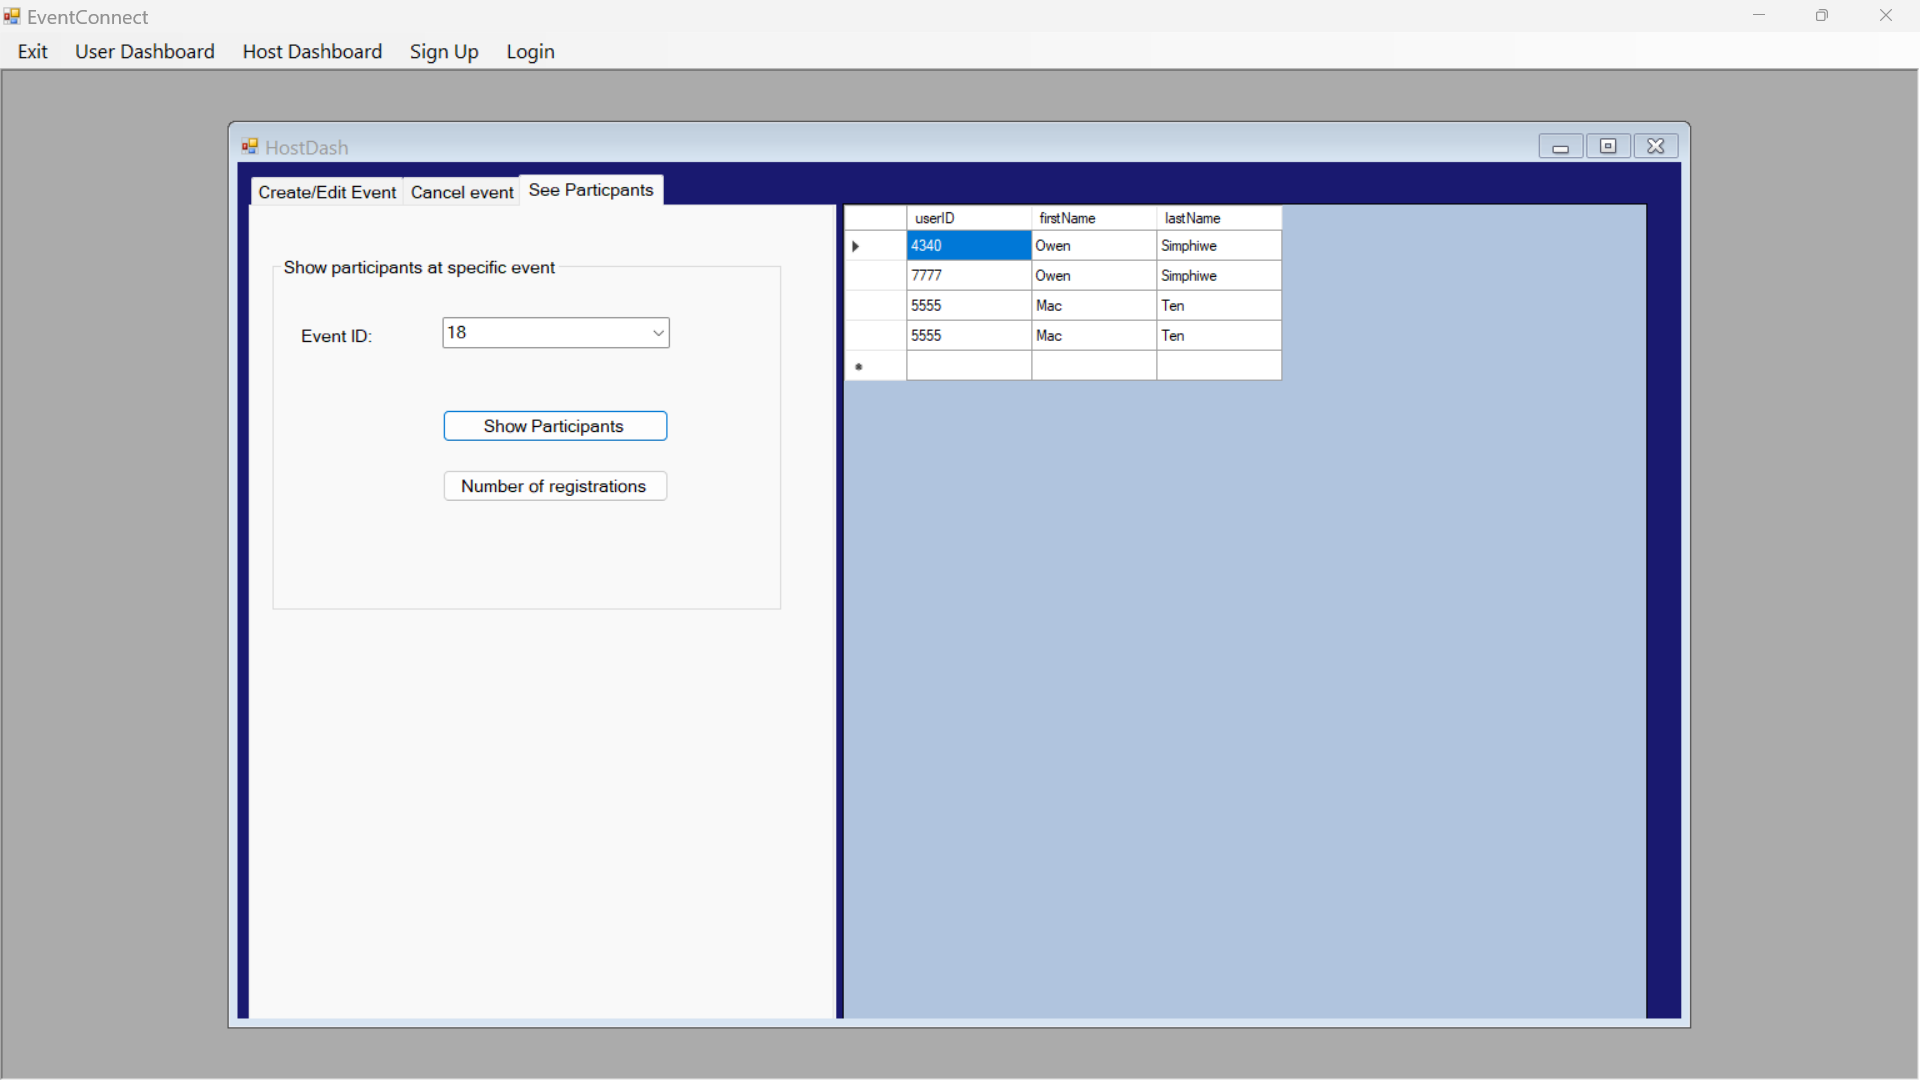 EventConnect
Exit User Dashboard Host Dashboard Sign Up Login
HostDash
Create/Edit Event Cancel event See Particpants
Show participants at specific event
Event ID: 18
Show Participants
Number of registrations
userID firstName lastName
4340 Owen Simphiwe
7777 Owen Simphiwe
5555 Mac Ten
5555 Mac Ten